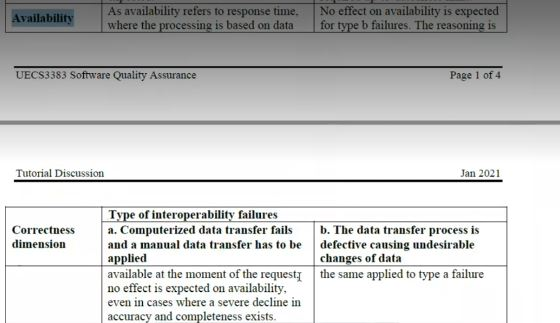 Availability
As availability refers to response time,
where the processing is based on data
No effect on availability is expected
for type b failures. The reasoning is
UECS3383 Software Quality Assurance
Page 1 of 4
Tutorial Discussion
Jan 2021
Correctness
dimension
Type of interoperability failures
a. Computerized data transfer fails
and a manual data transfer has to be
applied
b. The data transfer process is
defective causing undesirable
changes of data
available at the moment of the request,
no effect is expected on availability,
even in cases where a severe decline in
accuracy and completeness exists.
the same applied to type a failure